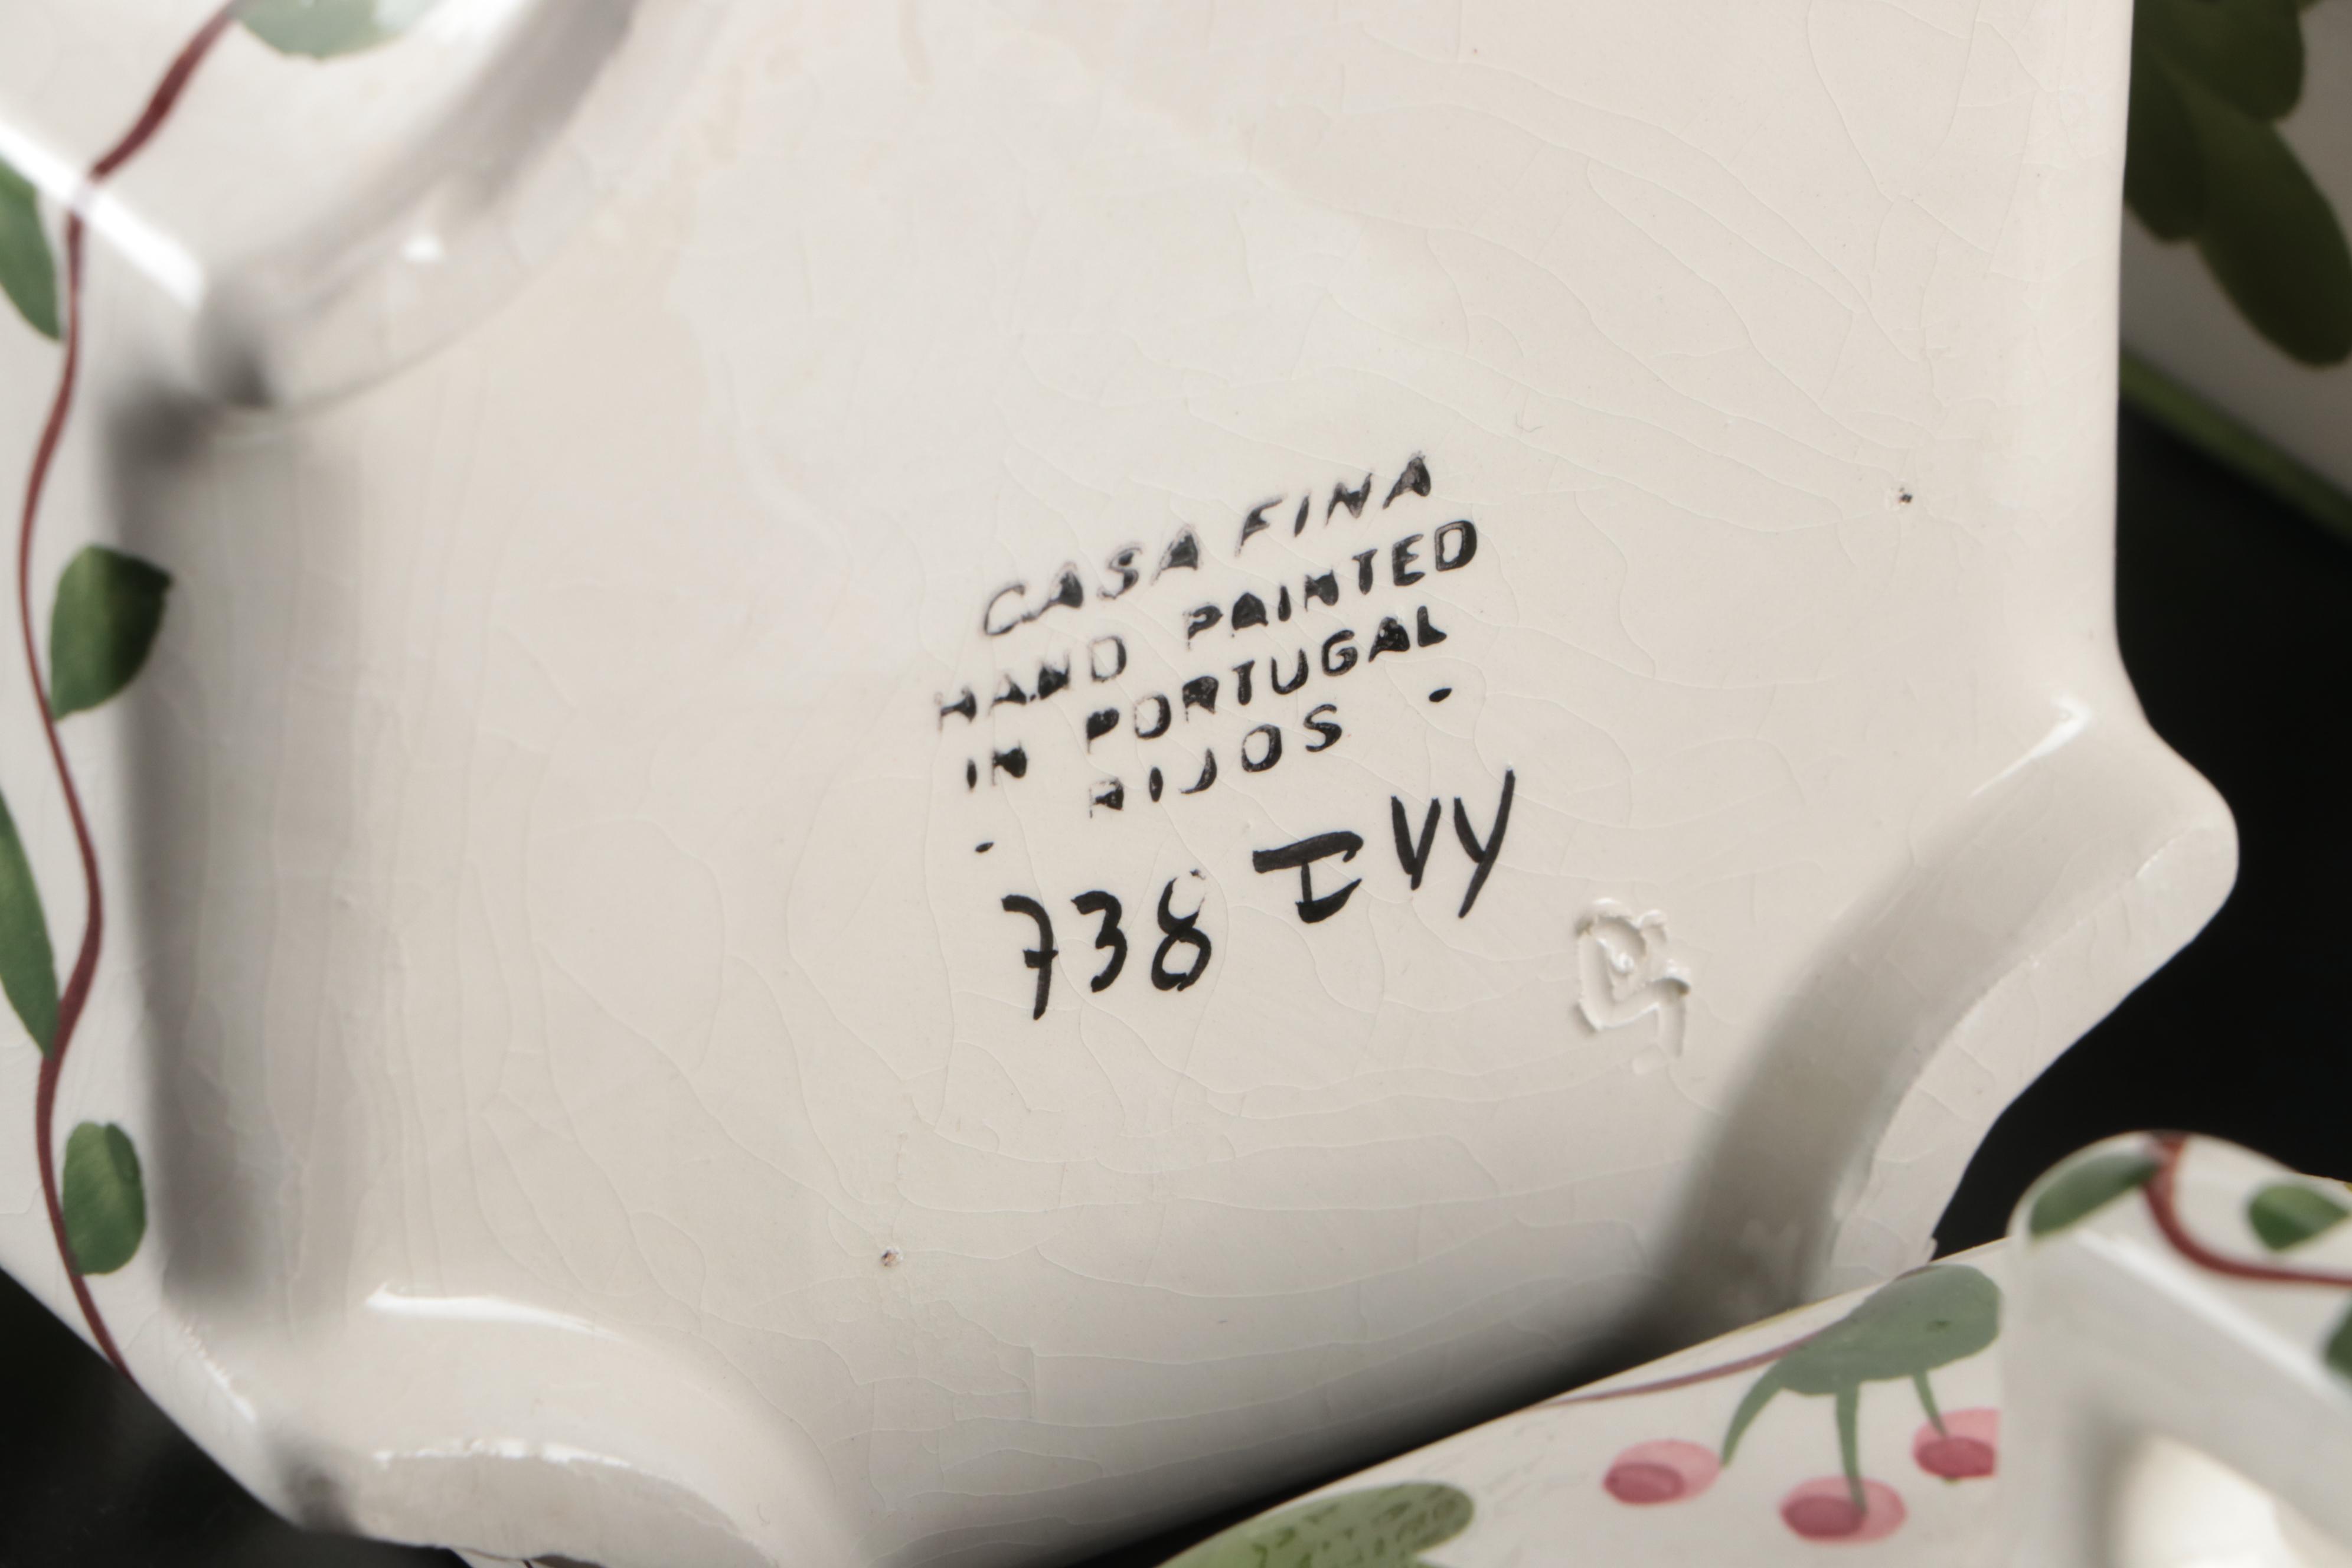 CASA FINA
HAND PAINTED
IN PORTUGAL
· RIJOS ·
738 IVY